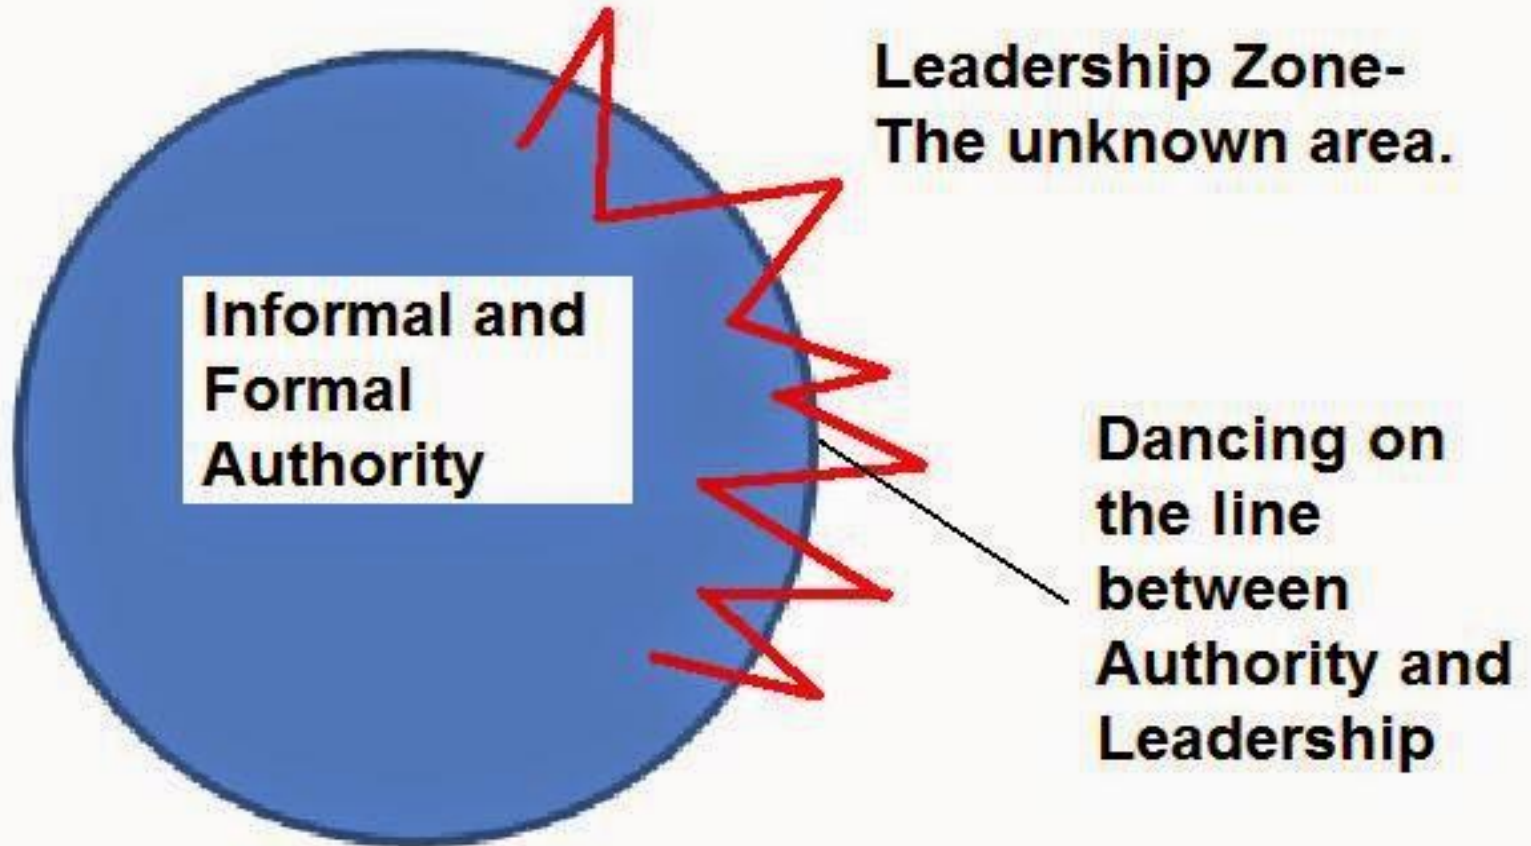 Leadership Zone-
The unknown area.
Informal and
Formal
Authority
Dancing on
the line
between
Authority and
Leadership